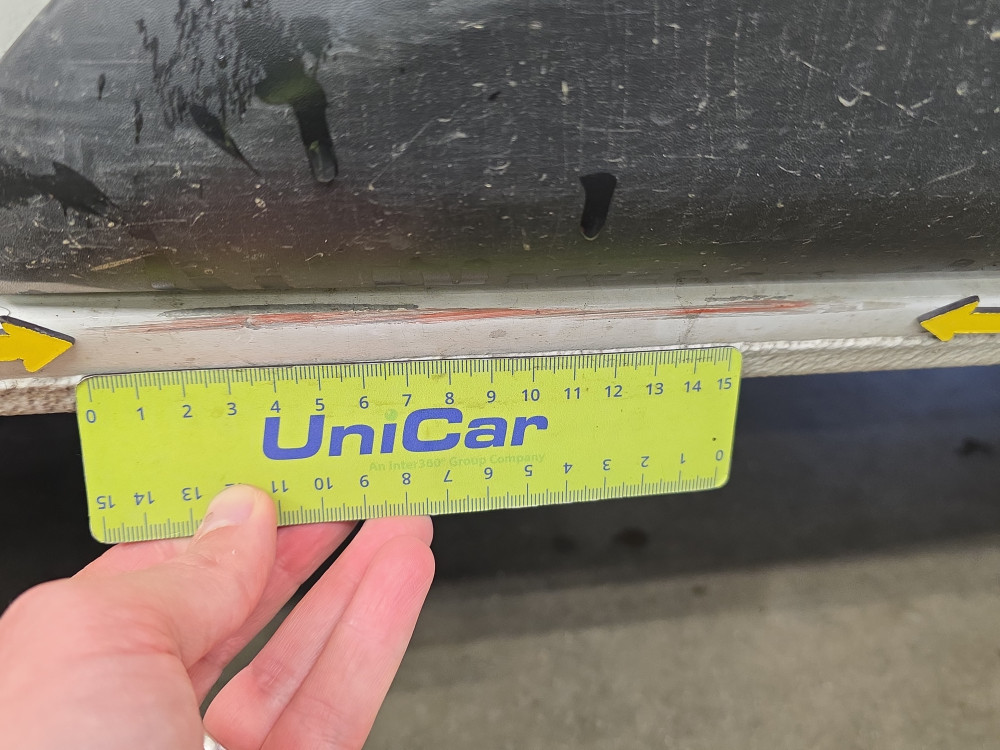 0 1 2 3 4 5 6 7 8 9 10 11 12 13 14 15
UniCar
An Inter360° Group Company
15 14 13 11 10 9 8 7 6 5 4 3 2 1 0